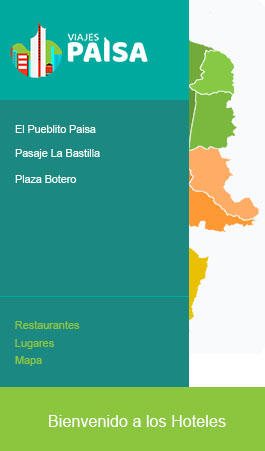 VIAJES
PAISA
El Pueblito Paisa
Pasaje La Bastilla
Plaza Botero
Restaurantes
Lugares
Mapa
Bienvenido a los Hoteles